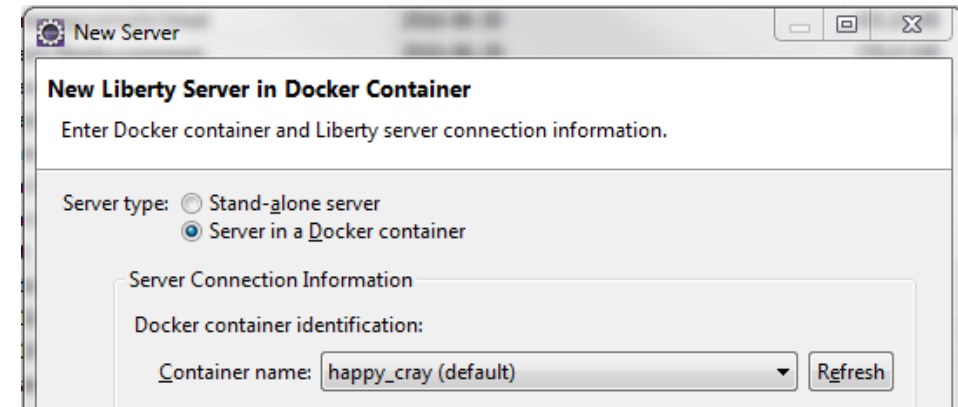 New Server
New Liberty Server in Docker Container
Enter Docker container and Liberty server connection information.
Server type: Stand-alone server
Server in a Docker container
Server Connection Information
Docker container identification:
Container name: happy_cray (default) Refresh